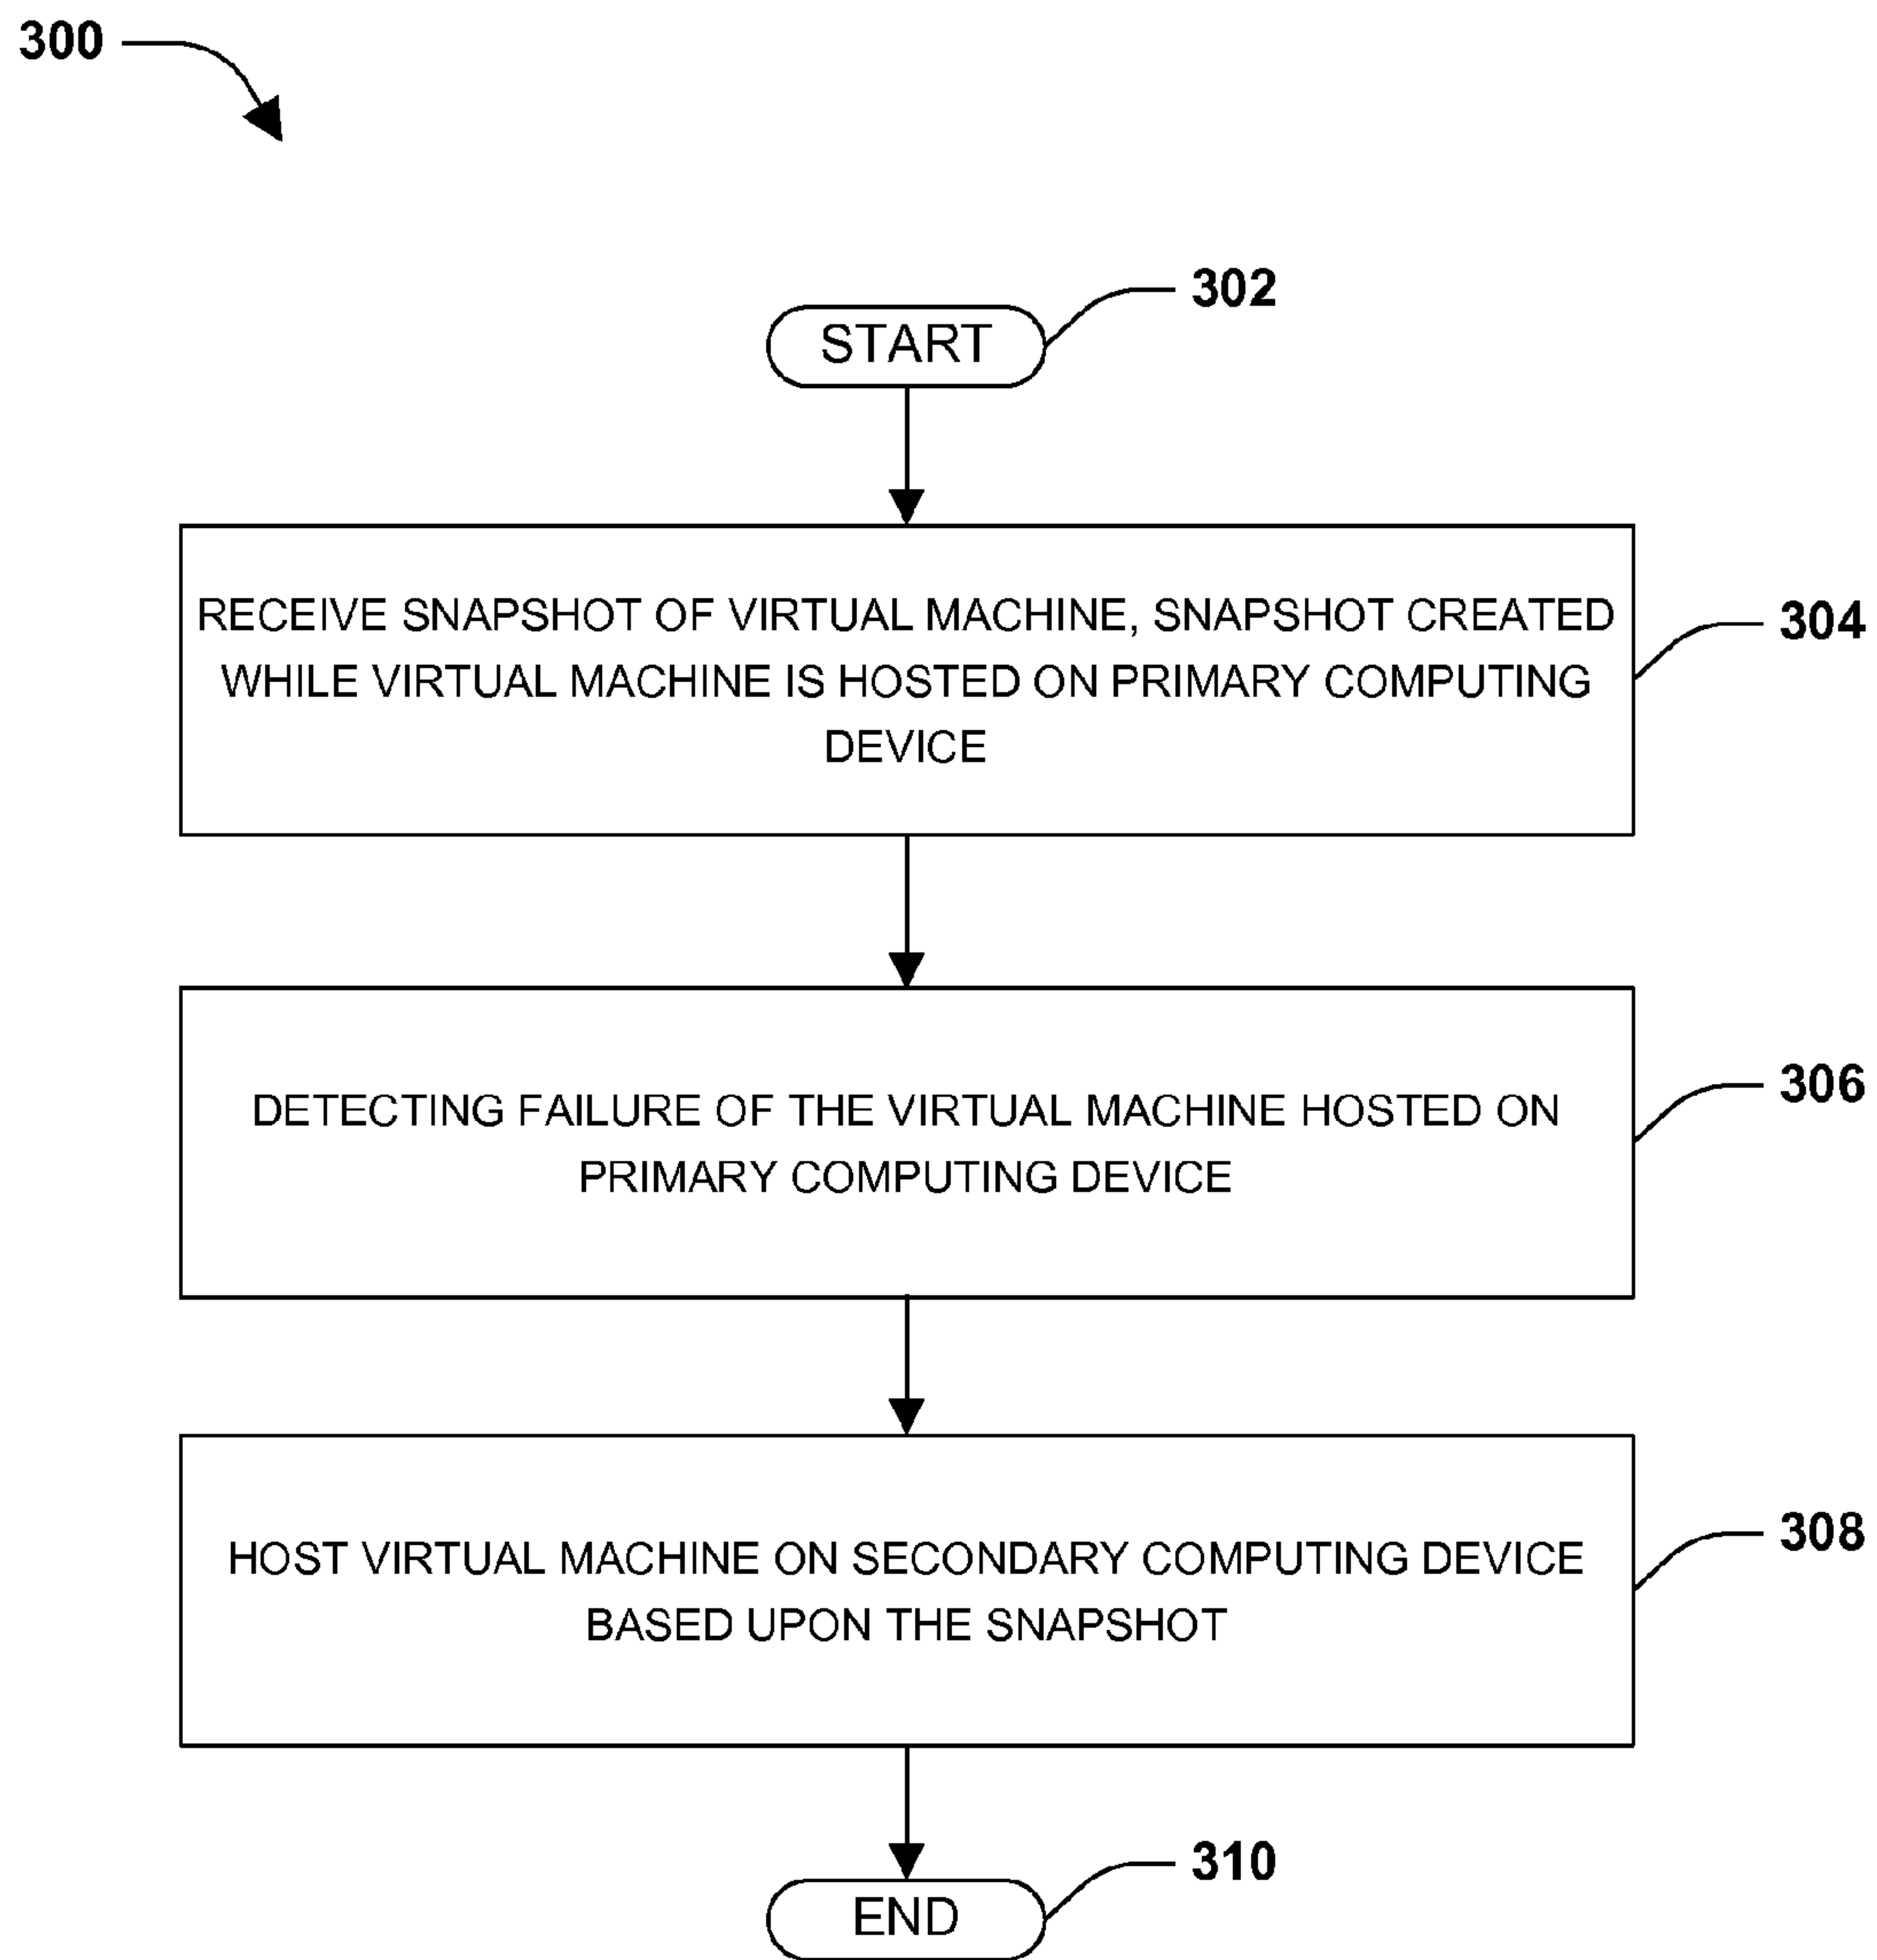 300
302
START
RECEIVE SNAPSHOT OF VIRTUAL MACHINE, SNAPSHOT CREATED
WHILE VIRTUAL MACHINE IS HOSTED ON PRIMARY COMPUTING
DEVICE
304
DETECTING FAILURE OF THE VIRTUAL MACHINE HOSTED ON
PRIMARY COMPUTING DEVICE
306
HOST VIRTUAL MACHINE ON SECONDARY COMPUTING DEVICE
BASED UPON THE SNAPSHOT
308
310
END